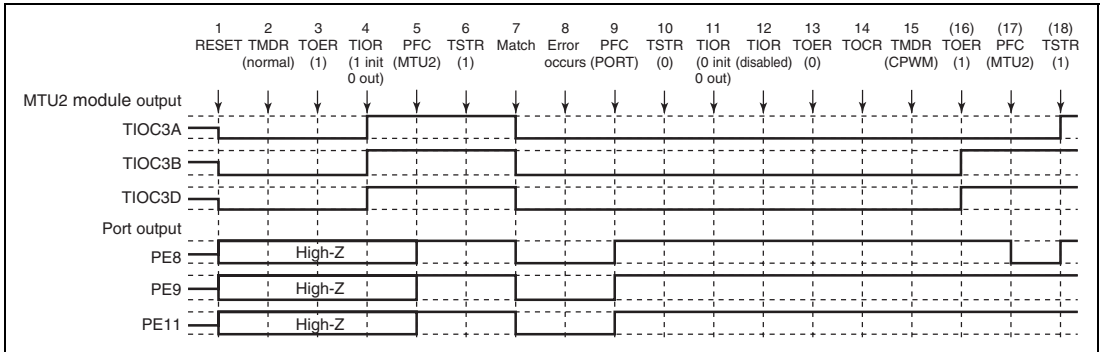 1 2 3 4 5 6 7 8 9 10 11 12 13 14 15 (16) (17) (18)
RESET TMDR TOER TIOR PFC TSTR Match Error PFC TSTR TIOR TIOR TOER TOCR TMDR TOER PFC TSTR
(normal) (1) (1 init (MTU2) (1) occurs (PORT) (0) (0 init (disabled) (0) (CPWM) (1) (MTU2) (1)
0 out) 0 out)
MTU2 module output
TIOC3A
TIOC3B
TIOC3D
Port output
PE8 High-Z
PE9 High-Z
PE11 High-Z